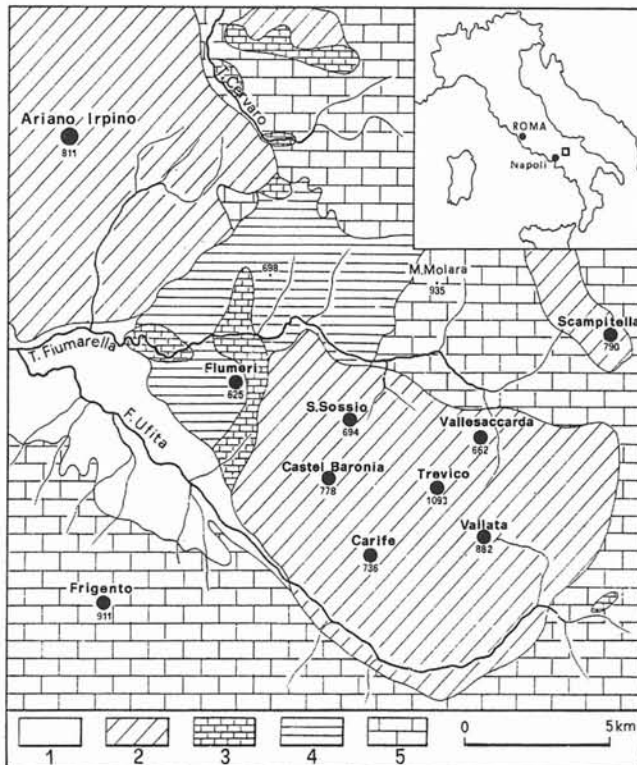 T. Cervaro
Ariano Irpino
811
ROMA
Napoli
698
M.Molara
935
Scampitella
790
T. Fiumarella
Flumeri
625
F. Ufita
S.Sossio
694
Vallesaccarda
662
Castel Baronia
778
Trevico
1093
Vallata
882
Carife
736
Frigento
911
0 5km
1 2 3 4 5